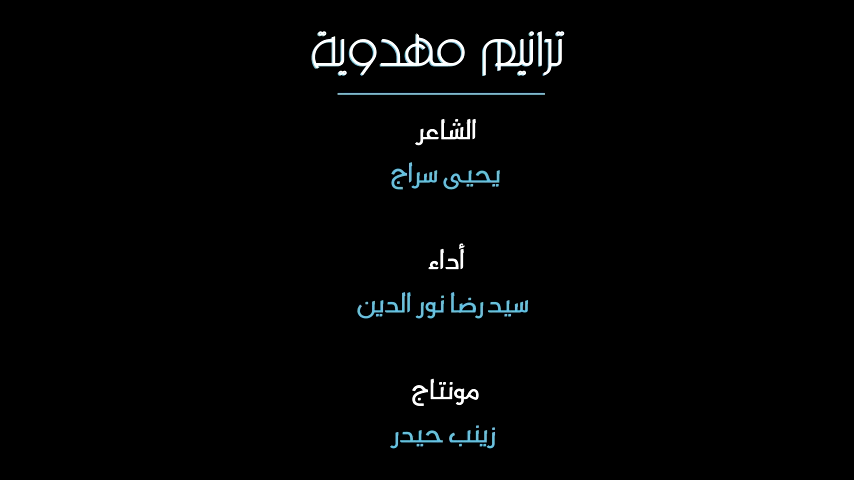 ترانيم مهدوية
الشاعر
يحيى سراج
أداء
سيد رضا نور الدين
مونتاج
زينب حيدر